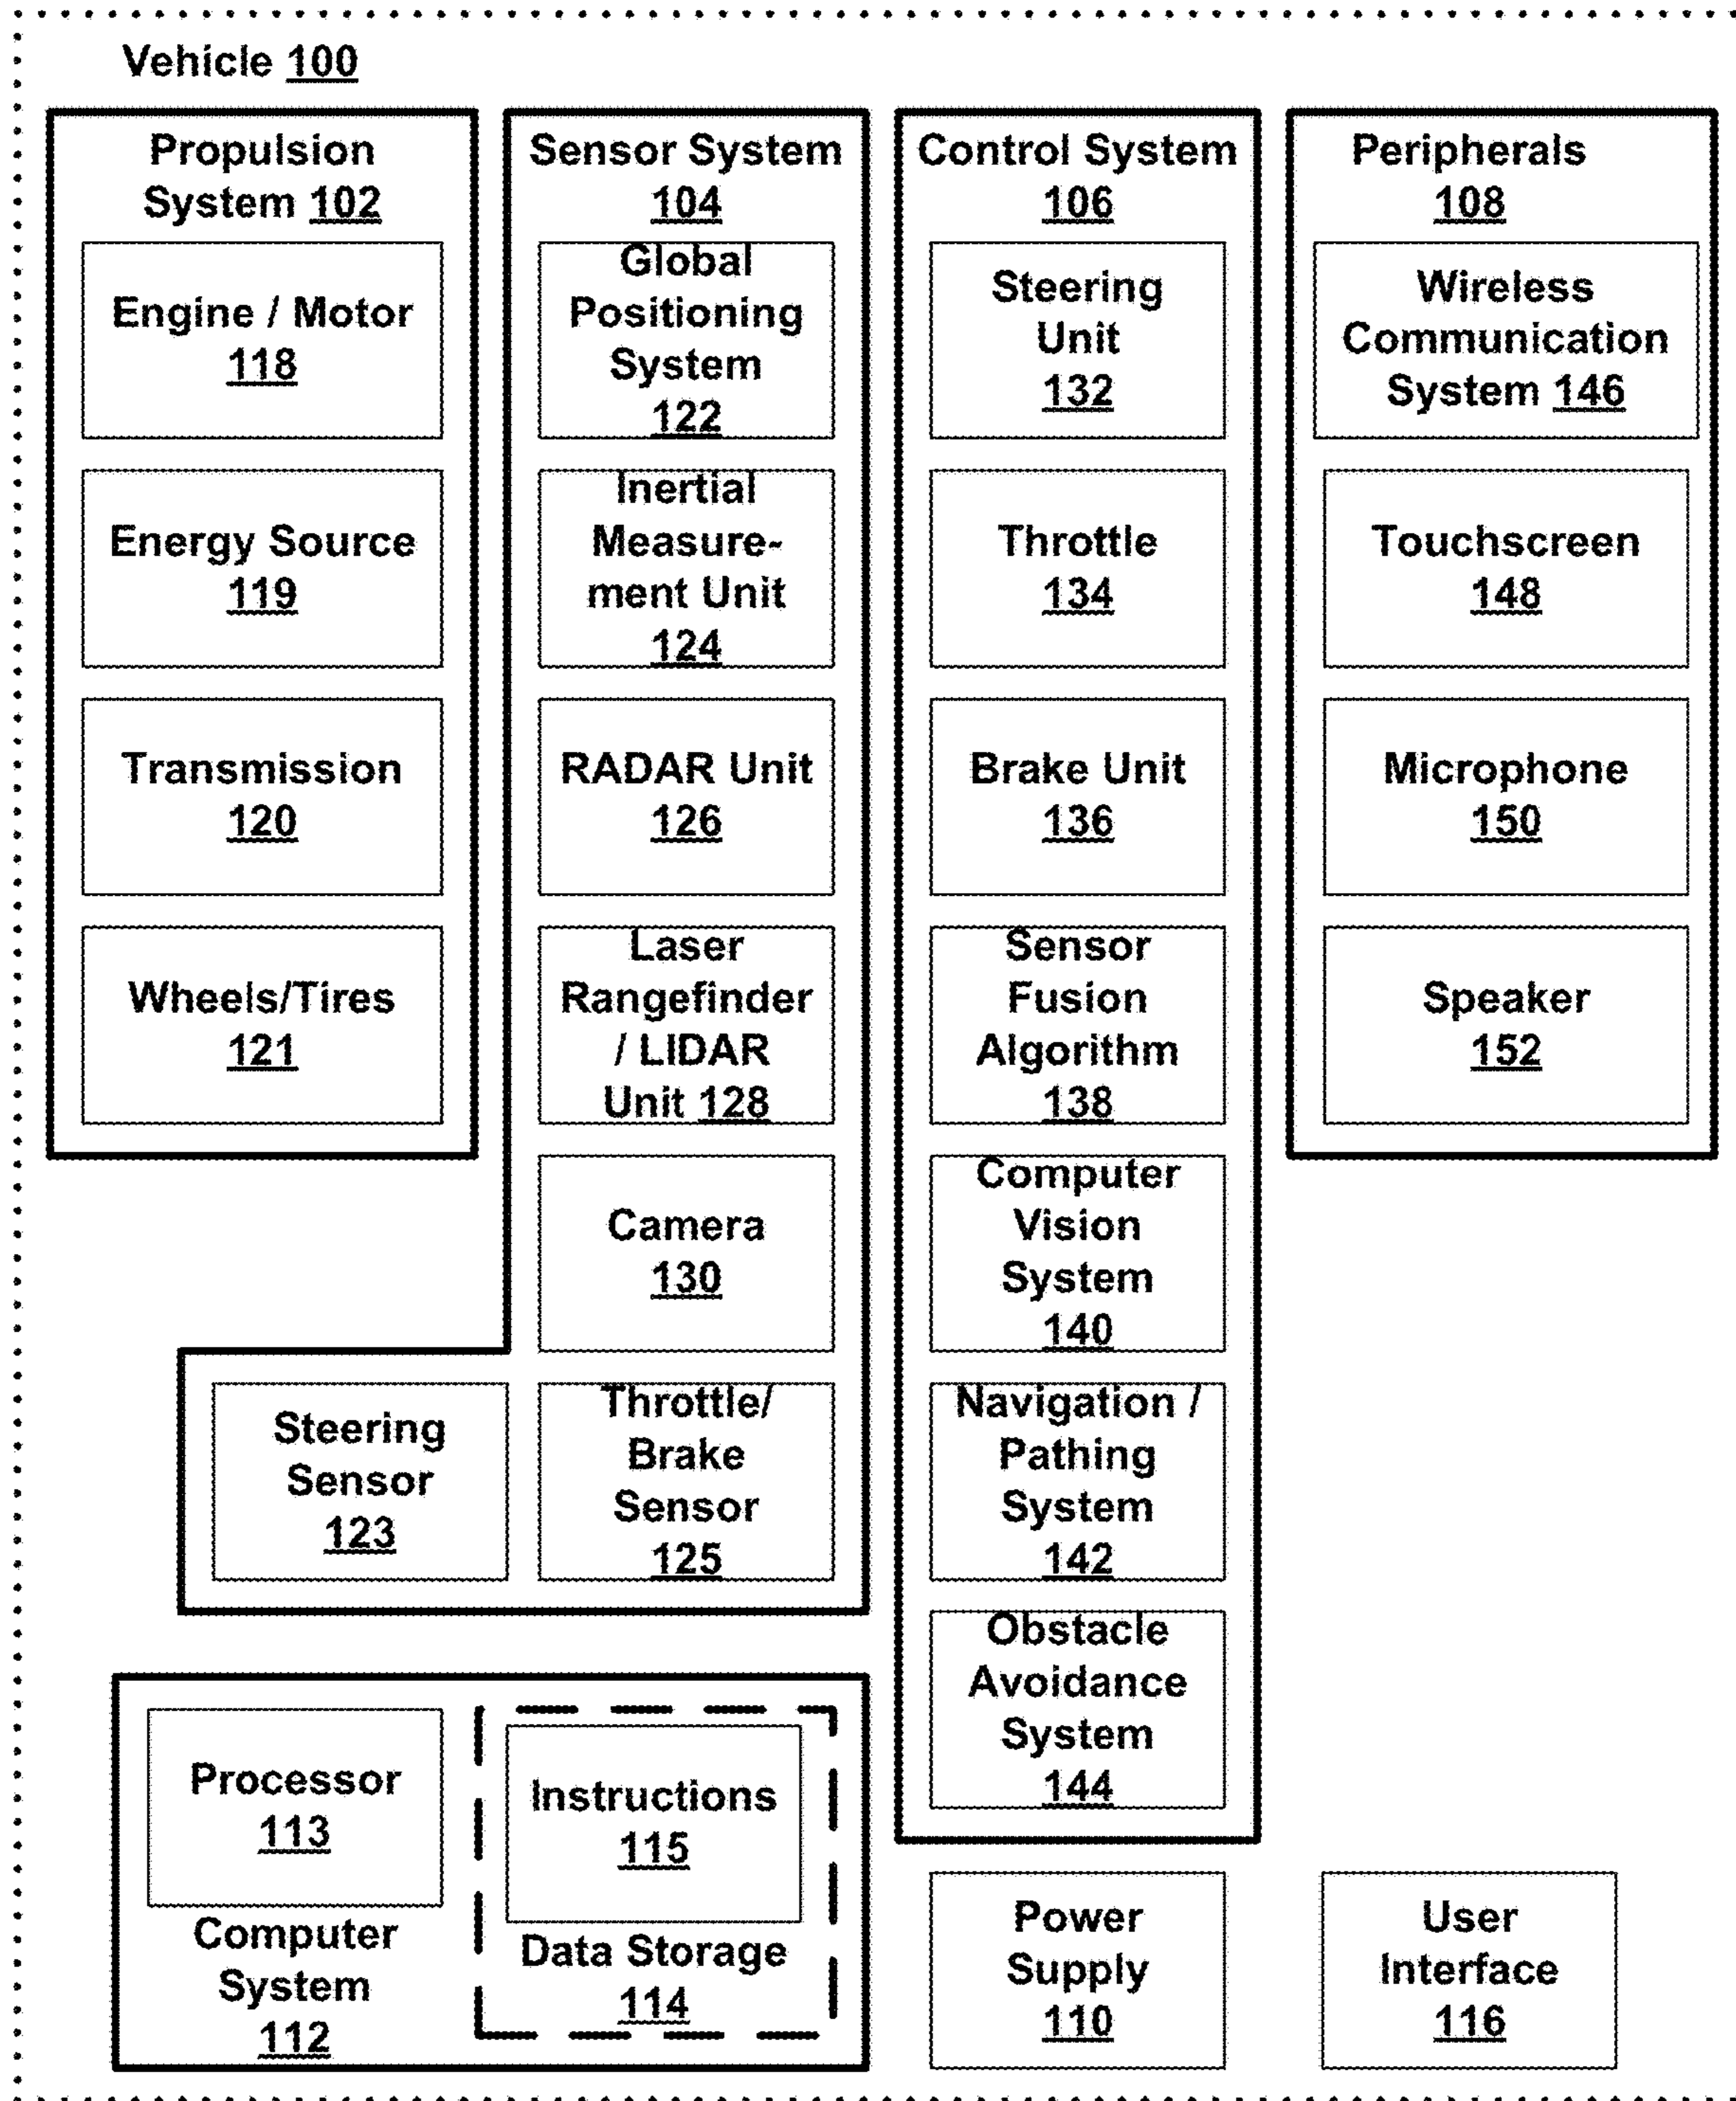 Vehicle 100
Propulsion
System 102
Engine / Motor
118
Energy Source
119
Transmission
120
Wheels/Tires
121
Sensor System
104
Global
Positioning
System
122
Inertial
Measure-
ment Unit
124
RADAR Unit
126
Laser
Rangefinder
/ LIDAR
Unit 128
Camera
130
Steering
Sensor
123
Throttle/
Brake
Sensor
125
Control System
106
Steering
Unit
132
Throttle
134
Brake Unit
136
Sensor
Fusion
Algorithm
138
Computer
Vision
System
140
Navigation /
Pathing
System
142
Obstacle
Avoidance
System
144
Peripherals
108
Wireless
Communication
System 146
Touchscreen
148
Microphone
150
Speaker
152
Processor
113
Computer
System
112
Instructions
115
Data Storage
114
Power
Supply
110
User
Interface
116